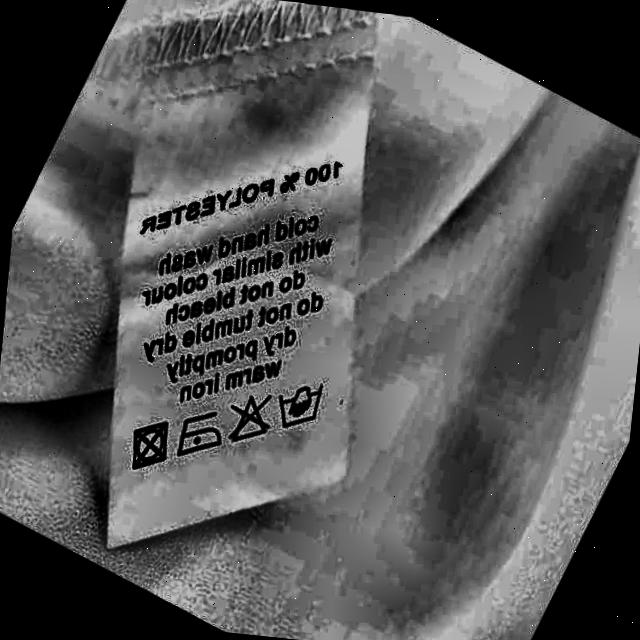 100 % POLYESTER
cold hand wash
with similar colour
do not bleach
do not tumble dry
dry promptly
warm iron